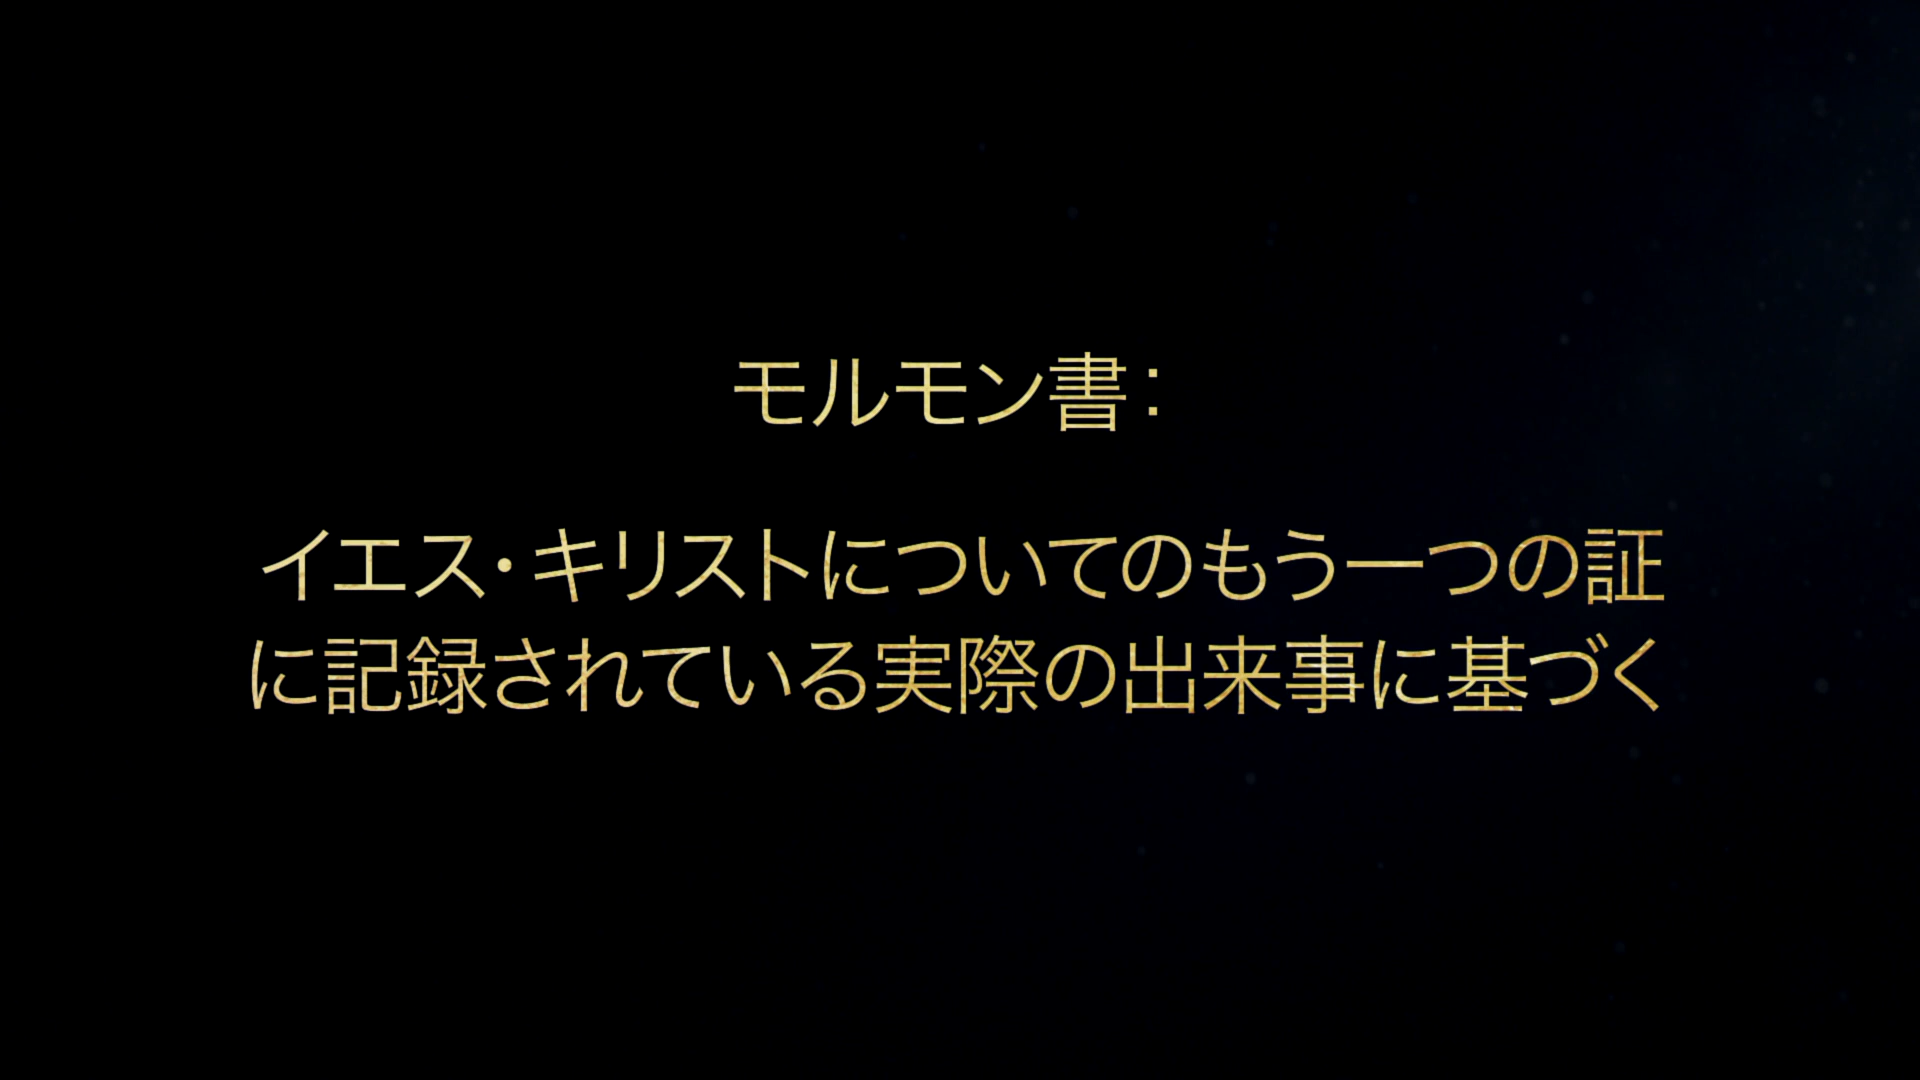 モルモン書：
イエス・キリストについてのもう一つの証
に記録されている実際の出来事に基づく